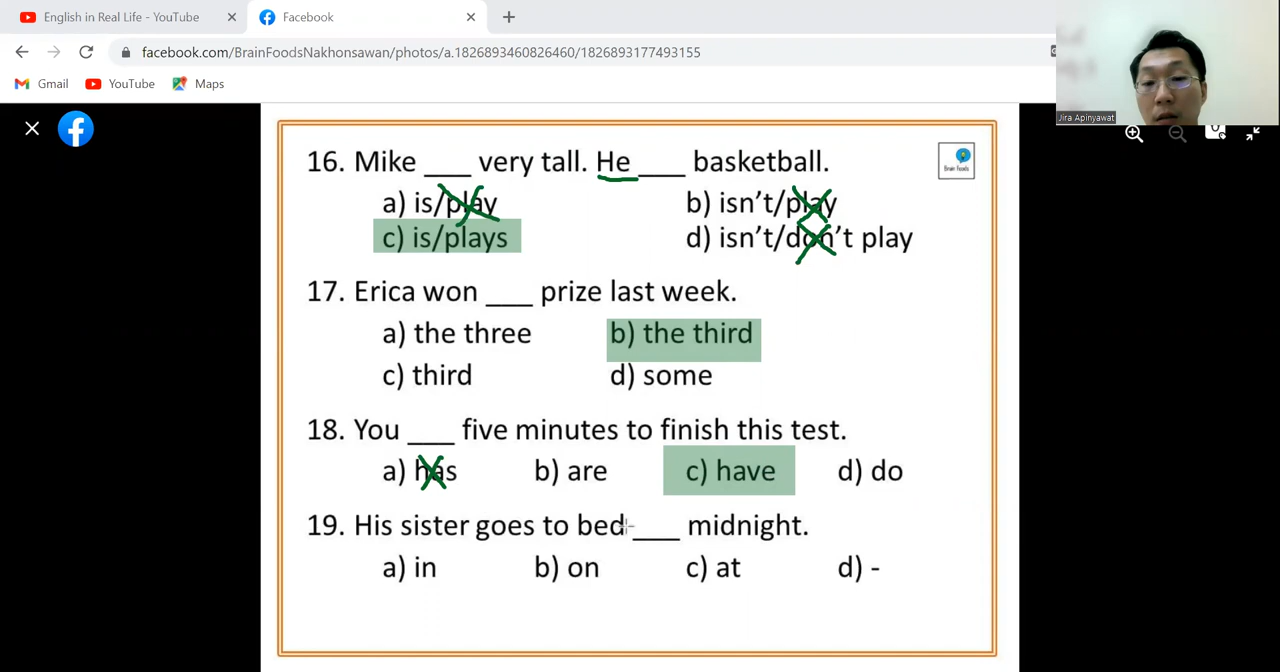 English in Real Life - YouTube
Facebook
facebook.com/BrainFoodsNakhonsawan/photos/a.1826893460826460/1826893177493155
Gmail
YouTube
Maps
Jira Apinyawat
Brain Foods
16. Mike ___ very tall. He ___ basketball.
a) is/play
b) isn't/play
c) is/plays
d) isn't/don't play
17. Erica won ___ prize last week.
a) the three
b) the third
c) third
d) some
18. You ___ five minutes to finish this test.
a) has
b) are
c) have
d) do
19. His sister goes to bed ___ midnight.
a) in
b) on
c) at
d) -